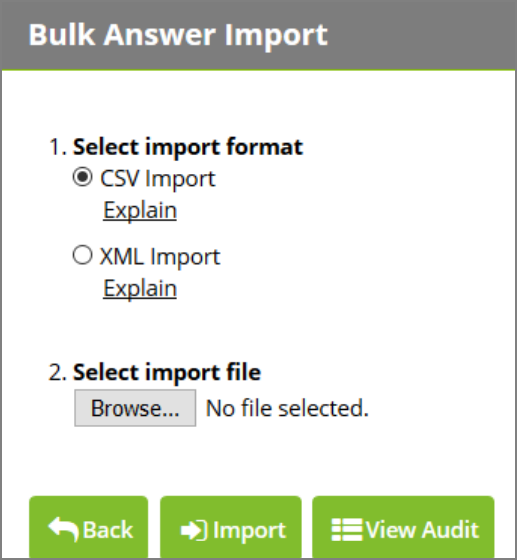 Bulk Answer Import
1. Select import format
CSV Import
Explain
XML Import
Explain
2. Select import file
Browse... No file selected.
Back Import View Audit